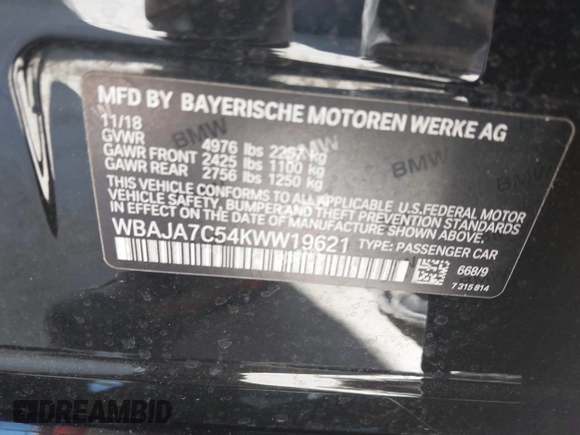 MFD BY BAYERISCHE MOTOREN WERKE AG
11/18
GVWR 4976 lbs 2257 kg
GAWR FRONT 2425 lbs 1100 kg
GAWR REAR 2756 lbs 1250 kg
THIS VEHICLE CONFORMS TO ALL APPLICABLE U.S.FEDERAL MOTOR
VEHICLE SAFETY, BUMPER AND THEFT PREVENTION STANDARDS
IN EFFECT ON THE DATE OF MANUFACTURE SHOWN ABOVE.
WBAJA7C54KWW19621 TYPE: PASSENGER CAR
668/9
7 315 814
BMW
BMW
BMW
DREAMBID